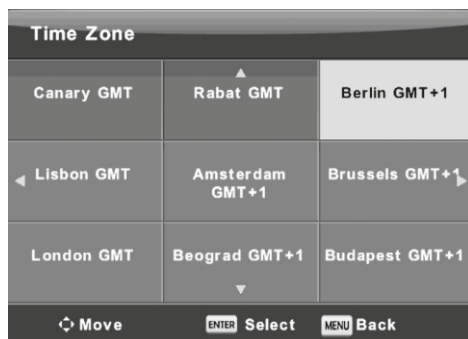 Time Zone
Canary GMT
Rabat GMT
Berlin GMT+1
Lisbon GMT
Amsterdam
GMT+1
Brussels GMT+1
London GMT
Beograd GMT+1
Budapest GMT+1
Move
ENTER Select
MENU Back